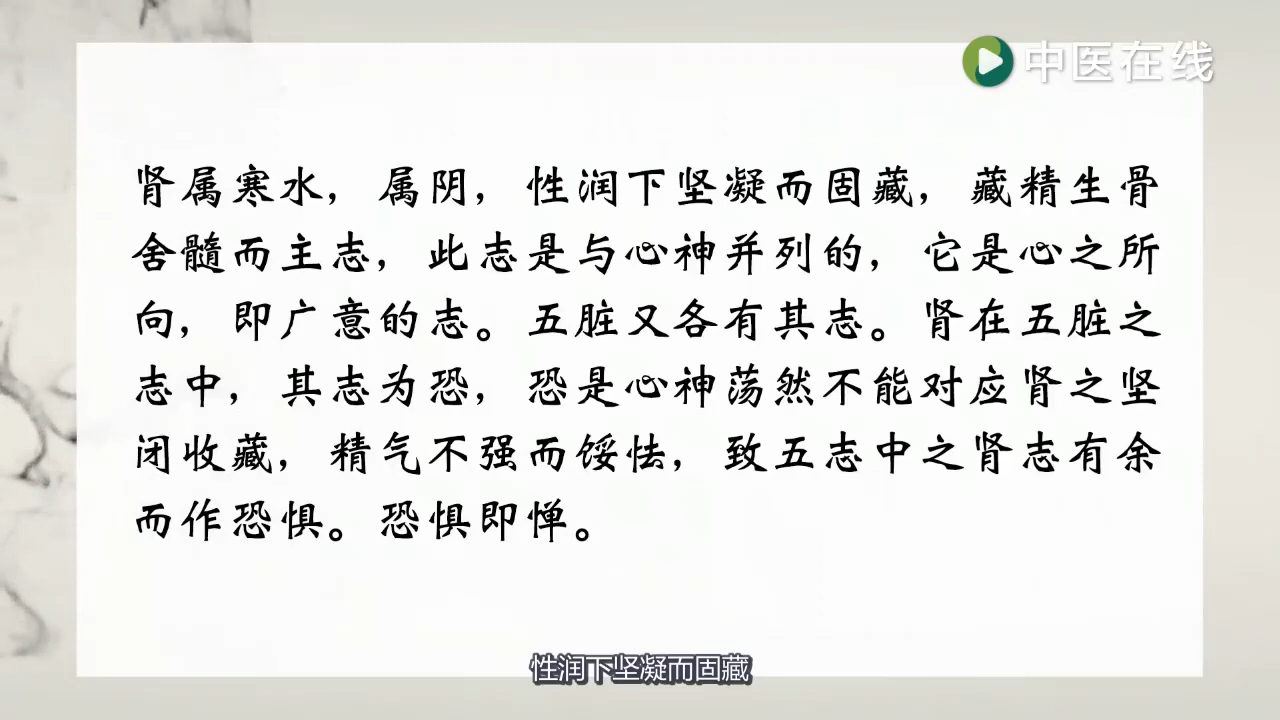 中医在线
肾属寒水，属阴，性润下坚凝而固藏，藏精生骨
舍髓而主志，此志是与心神并列的，它是心之所
向，即广意的志。五脏又各有其志。肾在五脏之
志中，其志为恐，恐是心神荡然不能对应肾之坚
闭收藏，精气不强而馁怯，致五志中之肾志有余
而作恐惧。恐惧即惮。
性润下坚凝而固藏